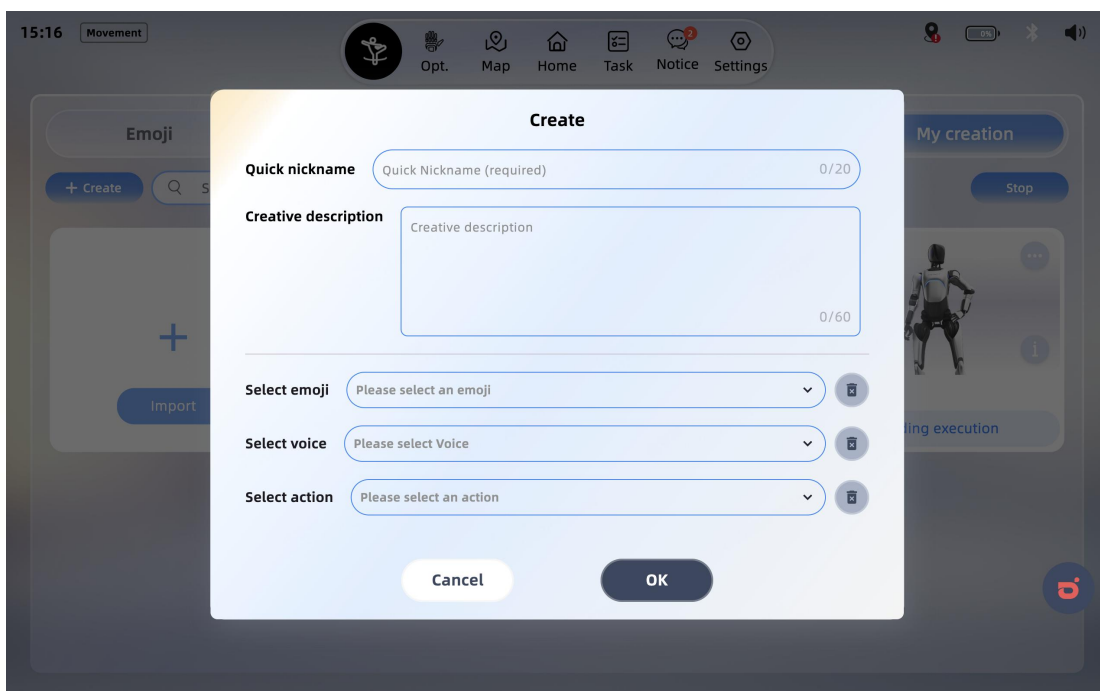 15:16 Movement
Opt. Map Home Task Notice 2 Settings
0%
Emoji
My creation
+ Create
S
Stop
Import
ding execution
Create
Quick nickname Quick Nickname (required) 0/20
Creative description Creative description
0/60
Select emoji Please select an emoji
Select voice Please select Voice
Select action Please select an action
Cancel OK